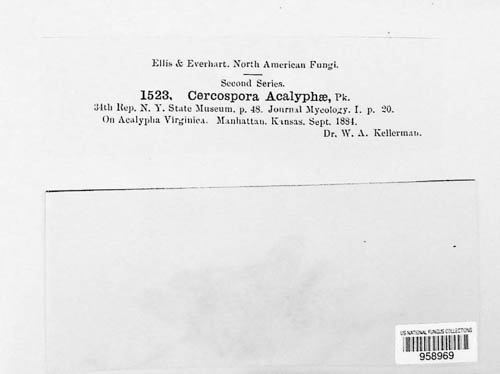 Ellis & Everhart. North American Fungi.
Second Series.
1523. Cercospora Acalyphæ, Pk.
34th Rep. N. Y. State Museum. p. 48. Journal Mycology. I. p. 20.
On Acalypha Virginica. Manhattan. Kansas. Sept. 1884.
Dr. W. A. Kellerman.
US NATIONAL FUNGUS COLLECTIONS
958969